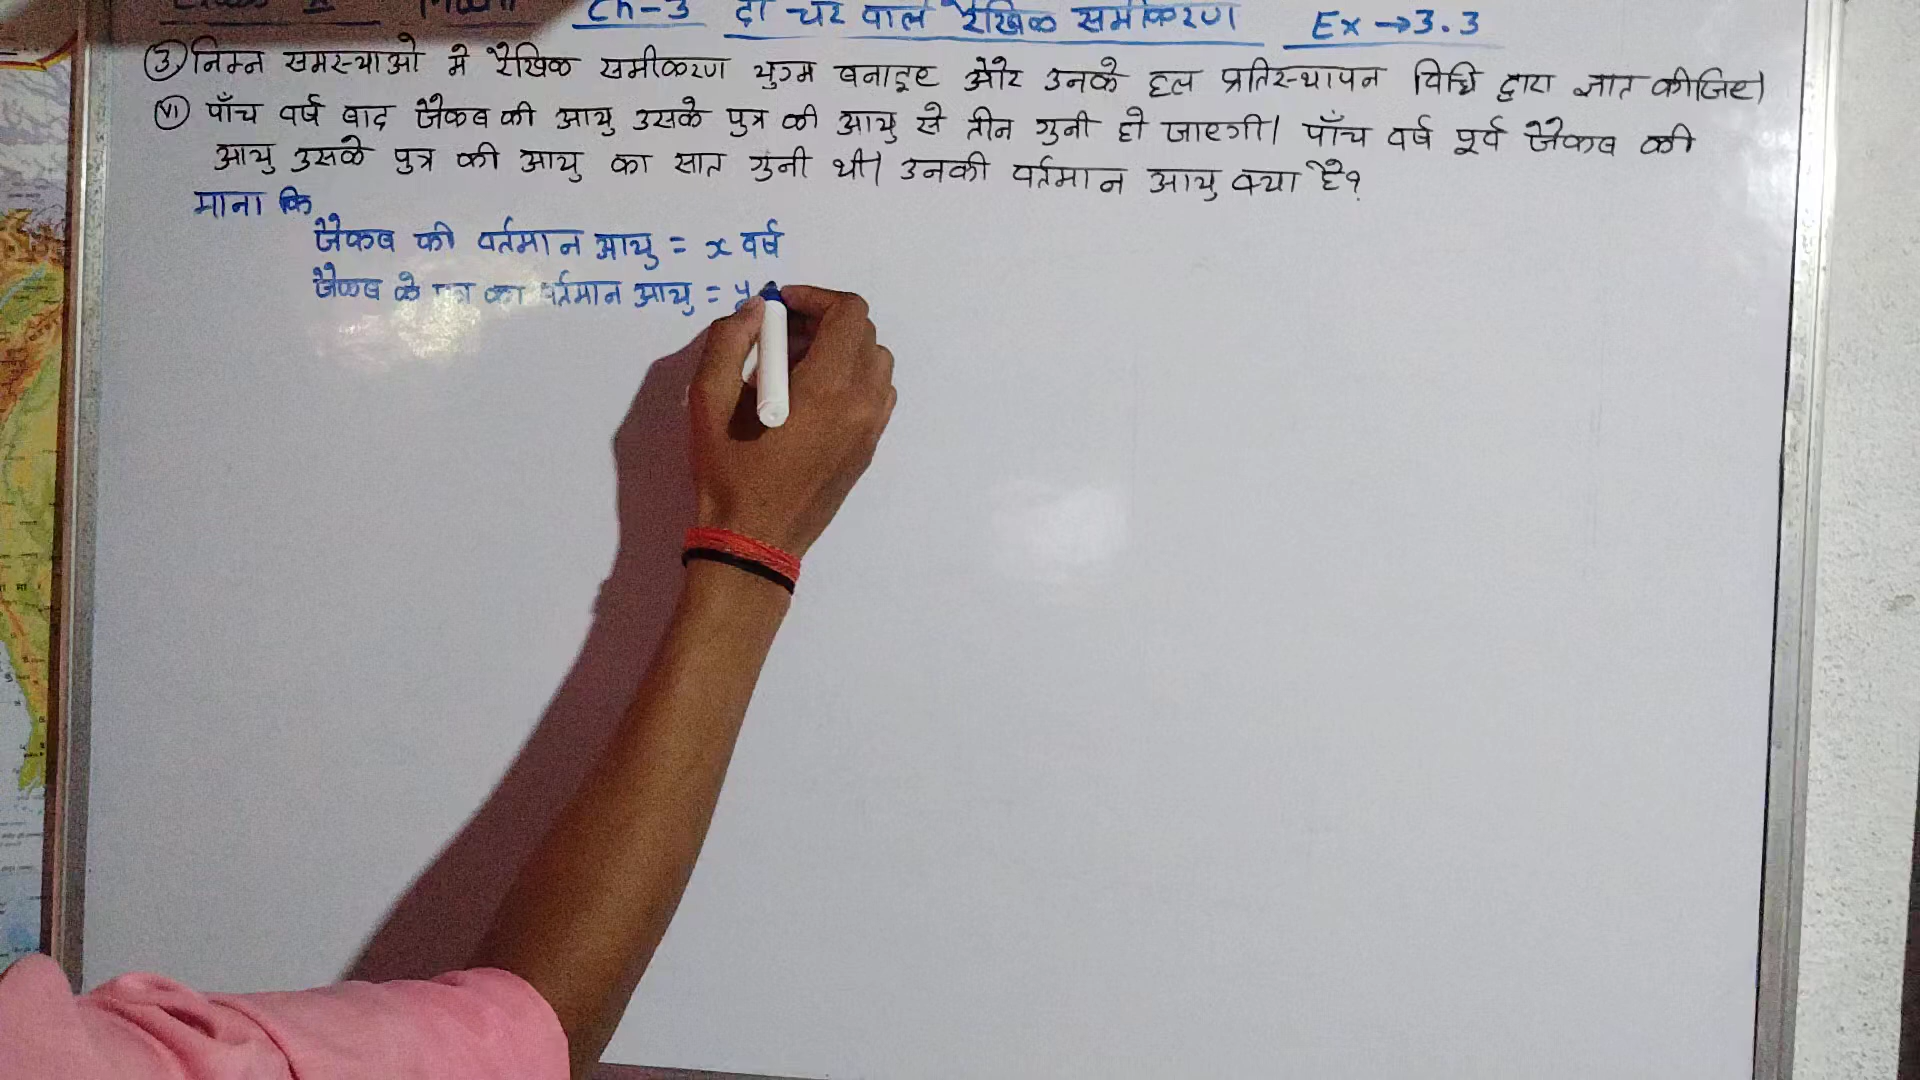 Ch-3 दो चर वाले रैखिक समीकरण Ex → 3.3
③ निम्न समस्याओ मे रैखिक समीकरण युग्म बनाइए और उनके हल प्रतिस्थापन विधि द्वारा ज्ञात कीजिए।
(vi) पाँच वर्ष बाद जैकब की आयु उसके पुत्र की आयु से तीन गुनी हो जाएगी। पाँच वर्ष पूर्व जैकब की
आयु उसके पुत्र की आयु का सात गुनी थी। उनकी वर्तमान आयु क्या है?
माना कि
जैकब की वर्तमान आयु = x वर्ष
जैकब के का वर्तमान आयु = y